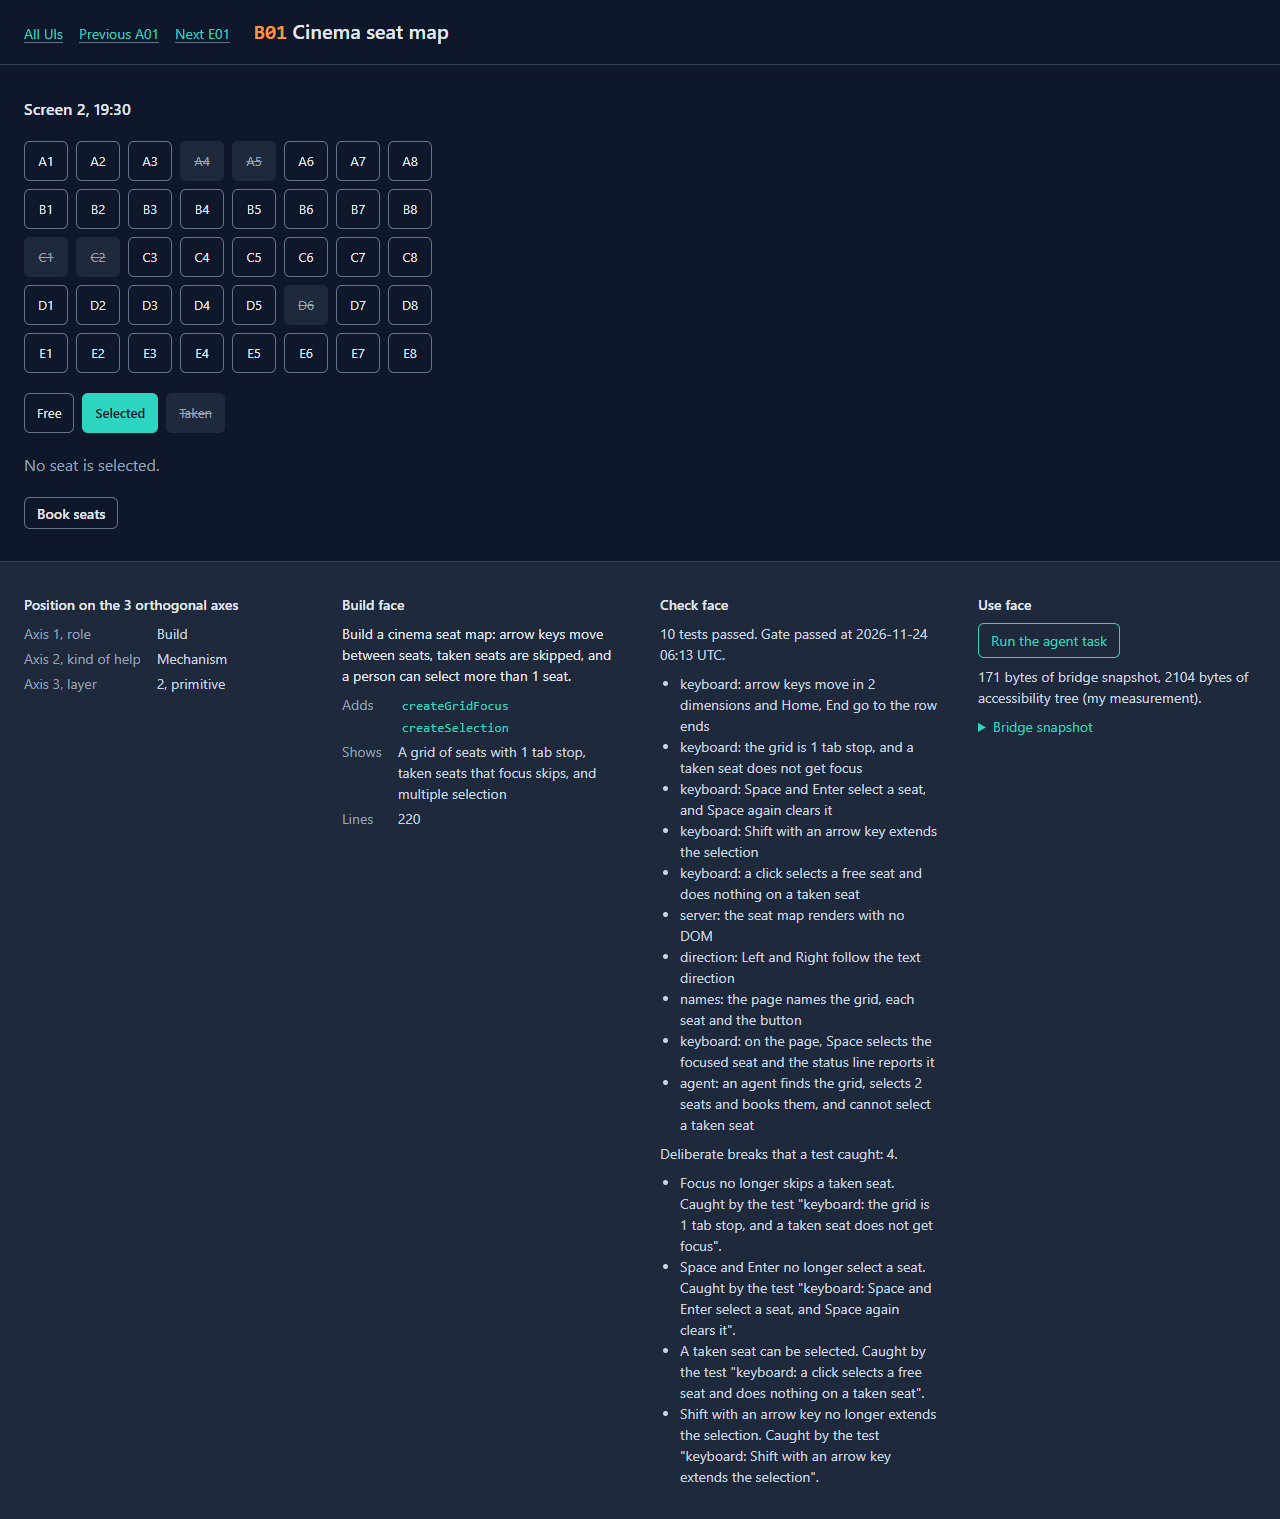 All UIs Previous A01 Next E01 B01 Cinema seat map
Screen 2, 19:30
A1 A2 A3 A4 A5 A6 A7 A8
B1 B2 B3 B4 B5 B6 B7 B8
C1 C2 C3 C4 C5 C6 C7 C8
D1 D2 D3 D4 D5 D6 D7 D8
E1 E2 E3 E4 E5 E6 E7 E8
Free Selected Taken
No seat is selected.
Book seats
Position on the 3 orthogonal axes
Axis 1, role Build
Axis 2, kind of help Mechanism
Axis 3, layer 2, primitive
Build face
Build a cinema seat map: arrow keys move
between seats, taken seats are skipped, and
a person can select more than 1 seat.
Adds createGridFocus
createSelection
Shows A grid of seats with 1 tab stop,
taken seats that focus skips, and
multiple selection
Lines 220
Check face
10 tests passed. Gate passed at 2026-11-24
06:13 UTC.
• keyboard: arrow keys move in 2
dimensions and Home, End go to the row
ends
• keyboard: the grid is 1 tab stop, and a
taken seat does not get focus
• keyboard: Space and Enter select a seat,
and Space again clears it
• keyboard: Shift with an arrow key extends
the selection
• keyboard: a click selects a free seat and
does nothing on a taken seat
• server: the seat map renders with no
DOM
• direction: Left and Right follow the text
direction
• names: the page names the grid, each
seat and the button
• keyboard: on the page, Space selects the
focused seat and the status line reports it
• agent: an agent finds the grid, selects 2
seats and books them, and cannot select
a taken seat
Deliberate breaks that a test caught: 4.
• Focus no longer skips a taken seat.
Caught by the test "keyboard: the grid is
1 tab stop, and a taken seat does not get
focus".
• Space and Enter no longer select a seat.
Caught by the test "keyboard: Space and
Enter select a seat, and Space again
clears it".
• A taken seat can be selected. Caught by
the test "keyboard: a click selects a free
seat and does nothing on a taken seat".
• Shift with an arrow key no longer extends
the selection. Caught by the test
"keyboard: Shift with an arrow key
extends the selection".
Use face
Run the agent task
171 bytes of bridge snapshot, 2104 bytes of
accessibility tree (my measurement).
Bridge snapshot